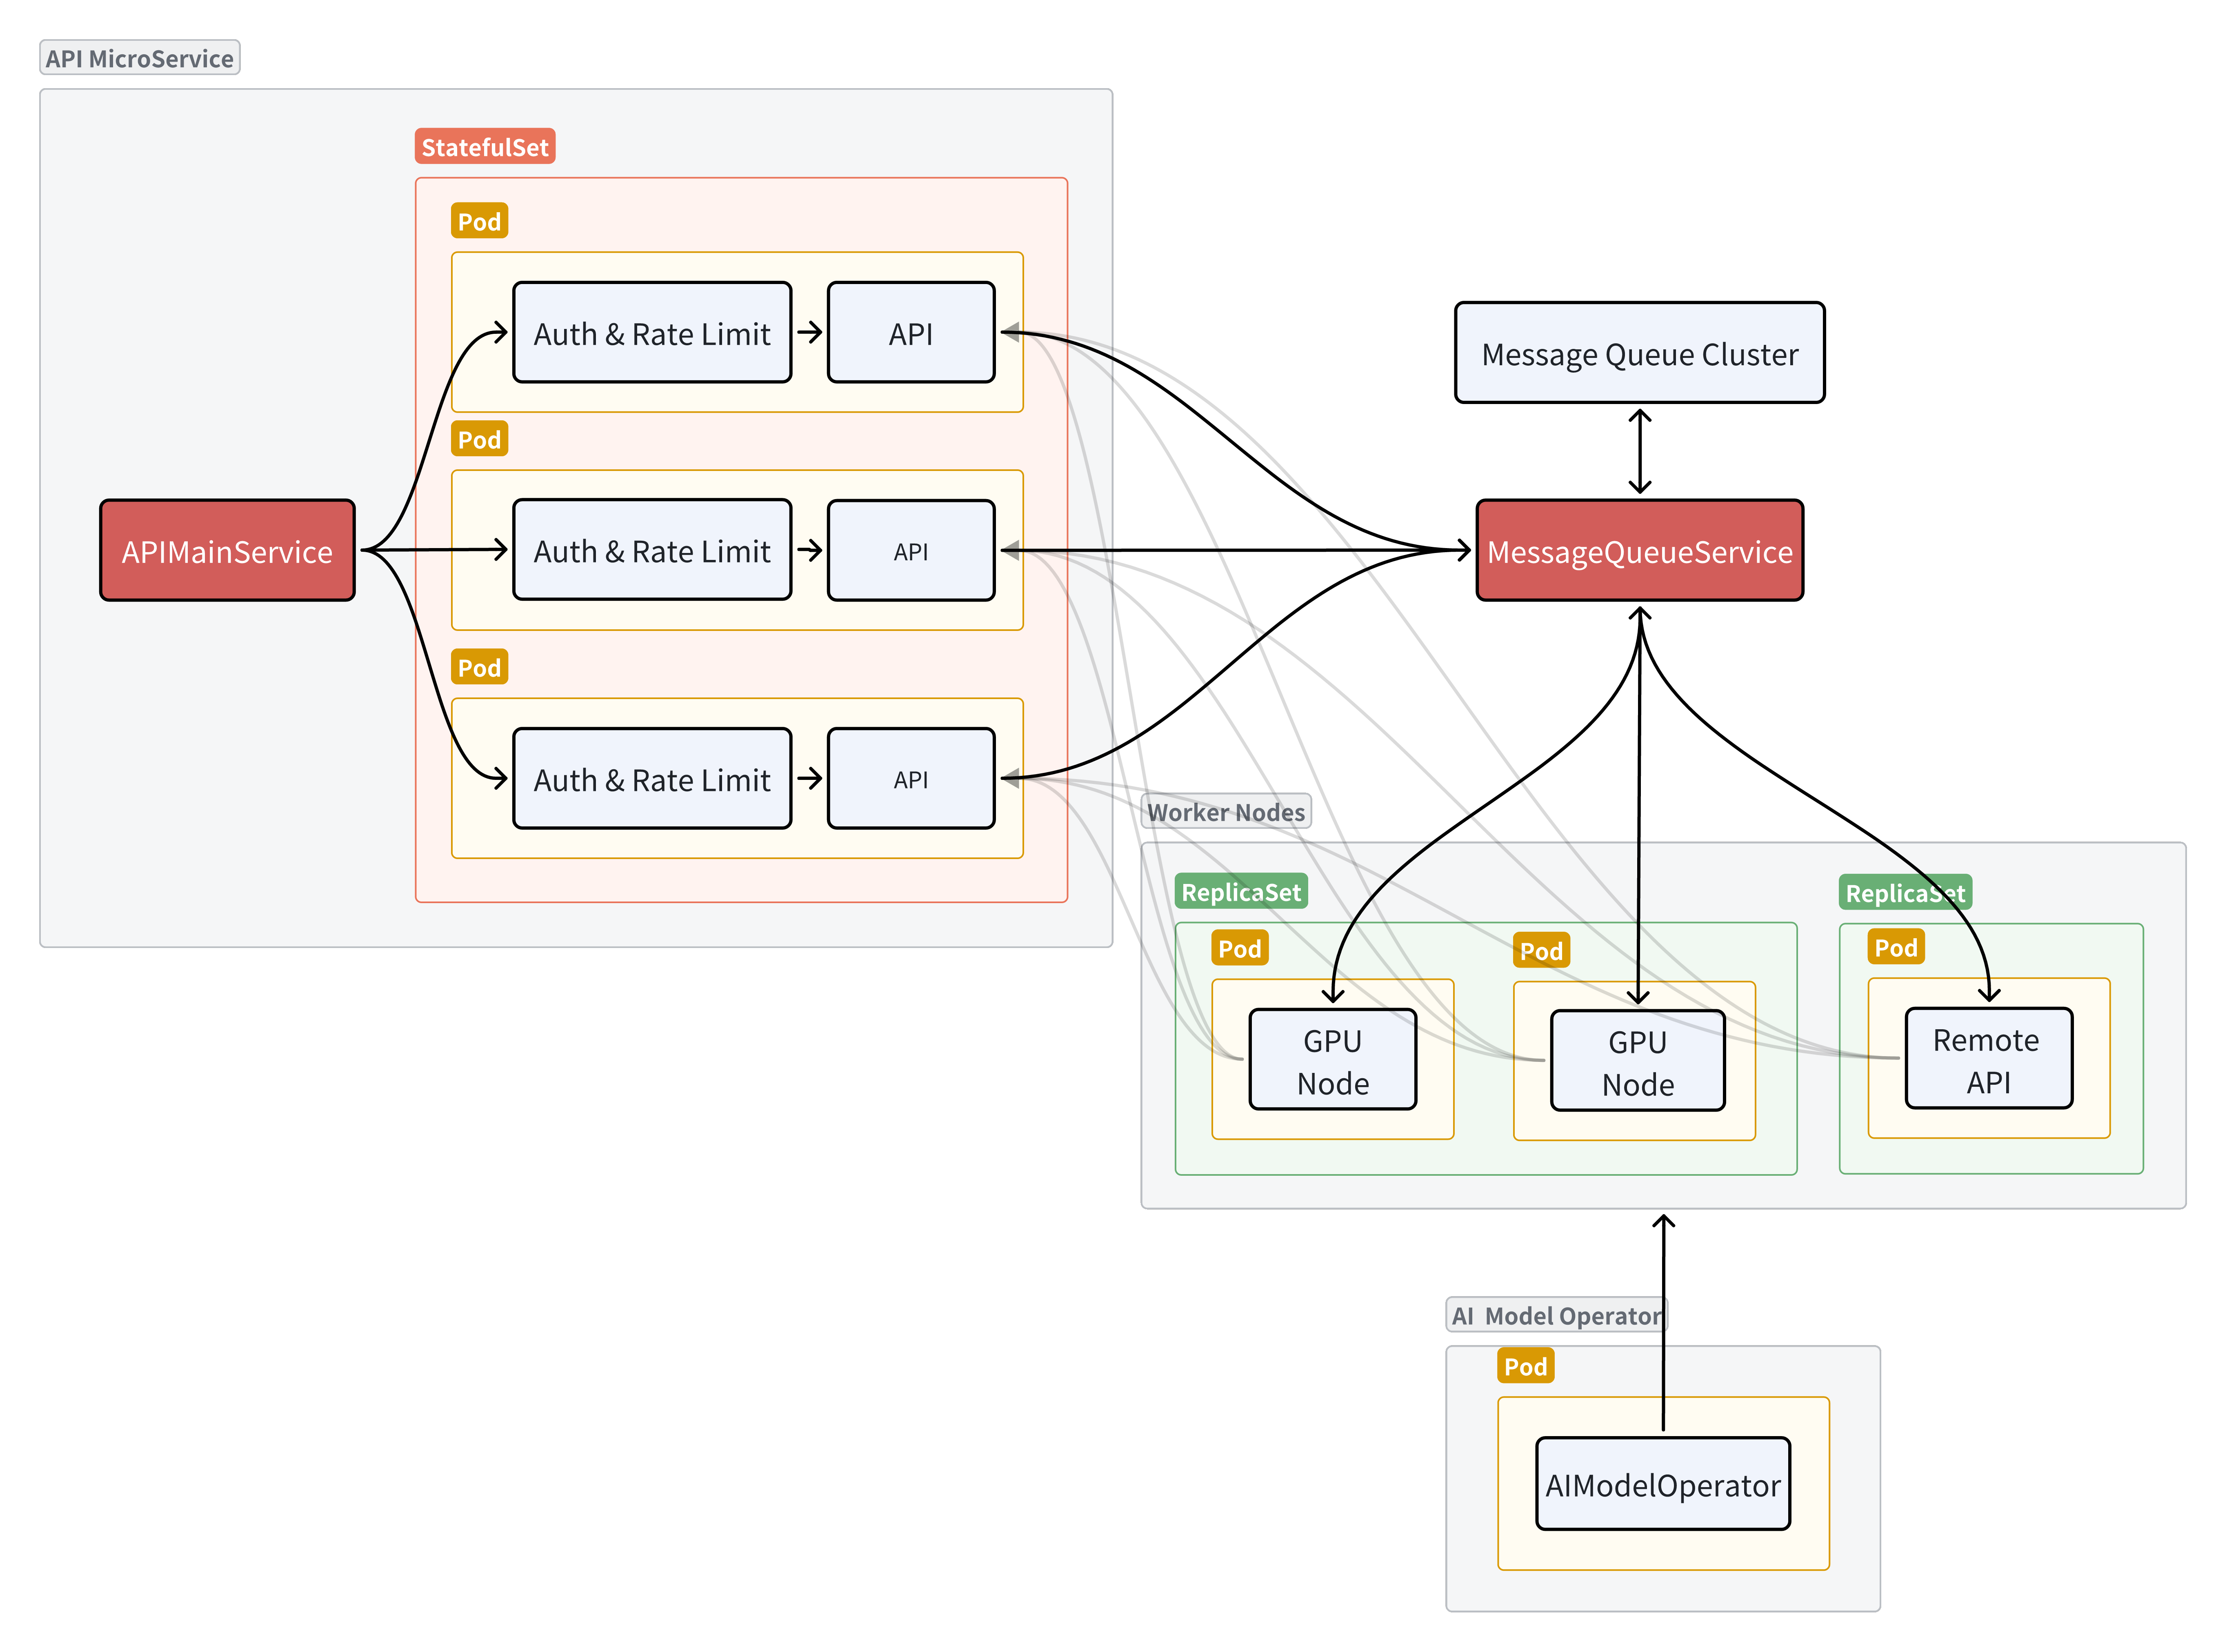 API MicroService
StatefulSet
Pod
Auth & Rate Limit
API
Pod
APIMainService
Auth & Rate Limit
API
Pod
Auth & Rate Limit
API
Message Queue Cluster
MessageQueueService
Worker Nodes
ReplicaSet
Pod
GPU
Node
Pod
GPU
Node
ReplicaSet
Pod
Remote
API
AI  Model Operator
Pod
AIModelOperator